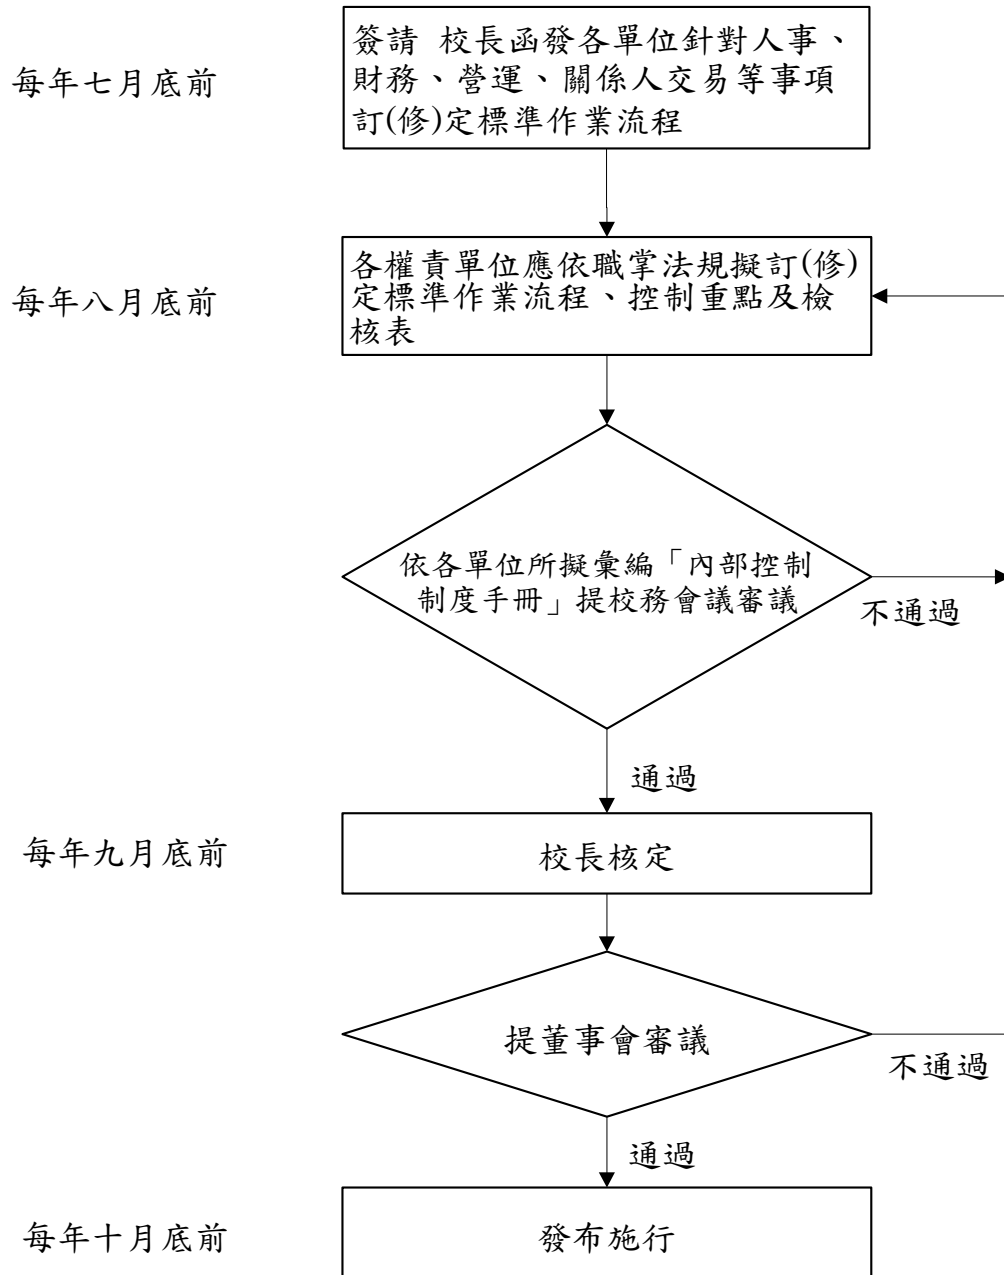 每年七月底前
簽請 校長函發各單位針對人事、
財務、營運、關係人交易等事項
訂(修)定標準作業流程
每年八月底前
各權責單位應依職掌法規擬訂(修)
定標準作業流程、控制重點及檢
核表
依各單位所擬彙編「內部控制
制度手冊」提校務會議審議
不通過
通過
每年九月底前
校長核定
提董事會審議
不通過
通過
每年十月底前
發布施行